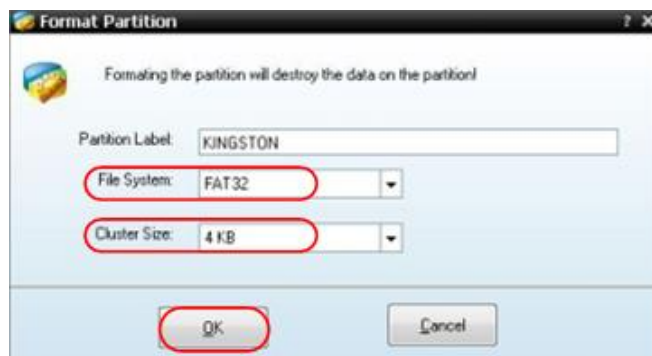 Format Partition ? X
Formating the partition will destroy the data on the partition!
Partition Label: KINGSTON
File System: FAT32
Cluster Size: 4 KB
OK Cancel